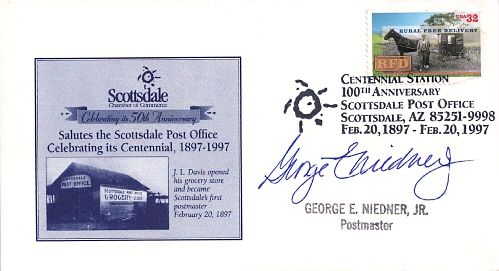 Scottsdale
Chamber of Commerce
Celebrating its 50th Anniversary
Salutes the Scottsdale Post Office
Celebrating its Centennial, 1897-1997
J. L. Davis opened
his grocery store
and became
Scottsdale's first
postmaster
February 20, 1897
POST OFFICE
GROCERY
USA 32
RURAL FREE DELIVERY
RFD
CENTENNIAL STATION
100TH ANNIVERSARY
SCOTTSDALE POST OFFICE
SCOTTSDALE, AZ 85251-9998
FEB. 20, 1897 - FEB. 20, 1997
George E Niedner Jr
GEORGE E. NIEDNER, JR.
Postmaster